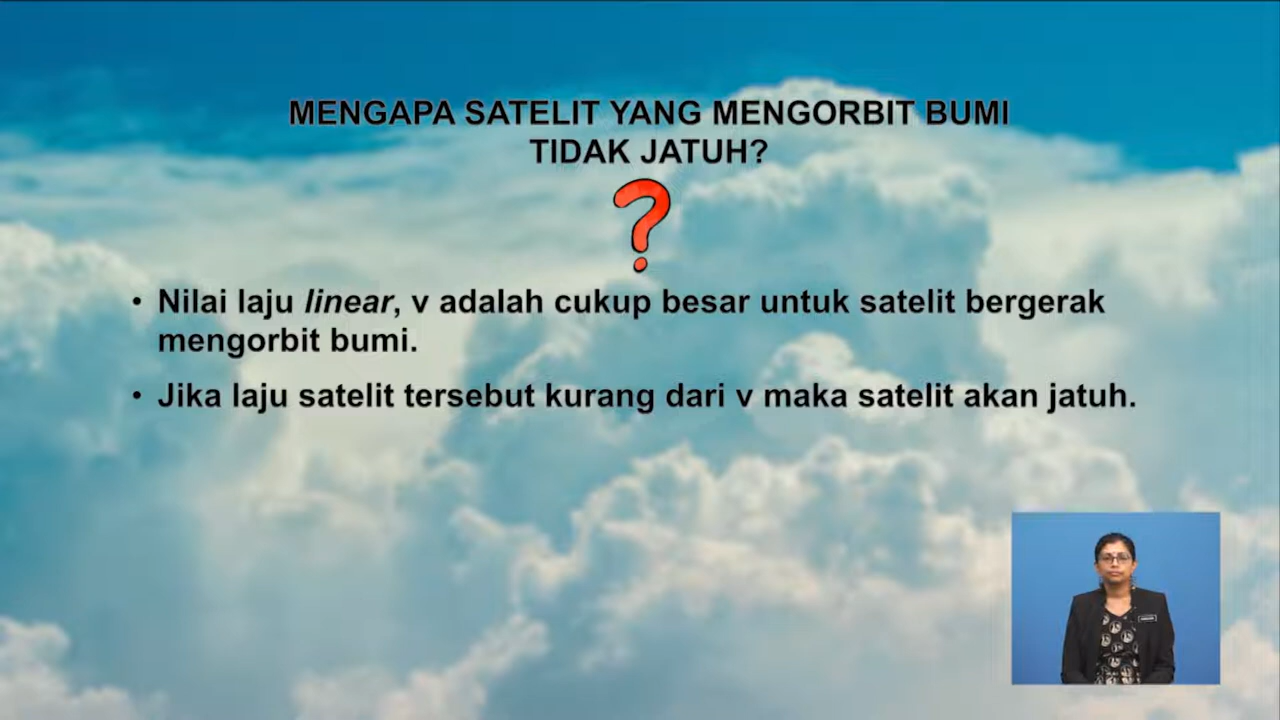 MENGAPA SATELIT YANG MENGORBIT BUMI
TIDAK JATUH?
?
• Nilai laju linear, v adalah cukup besar untuk satelit bergerak
mengorbit bumi.
• Jika laju satelit tersebut kurang dari v maka satelit akan jatuh.